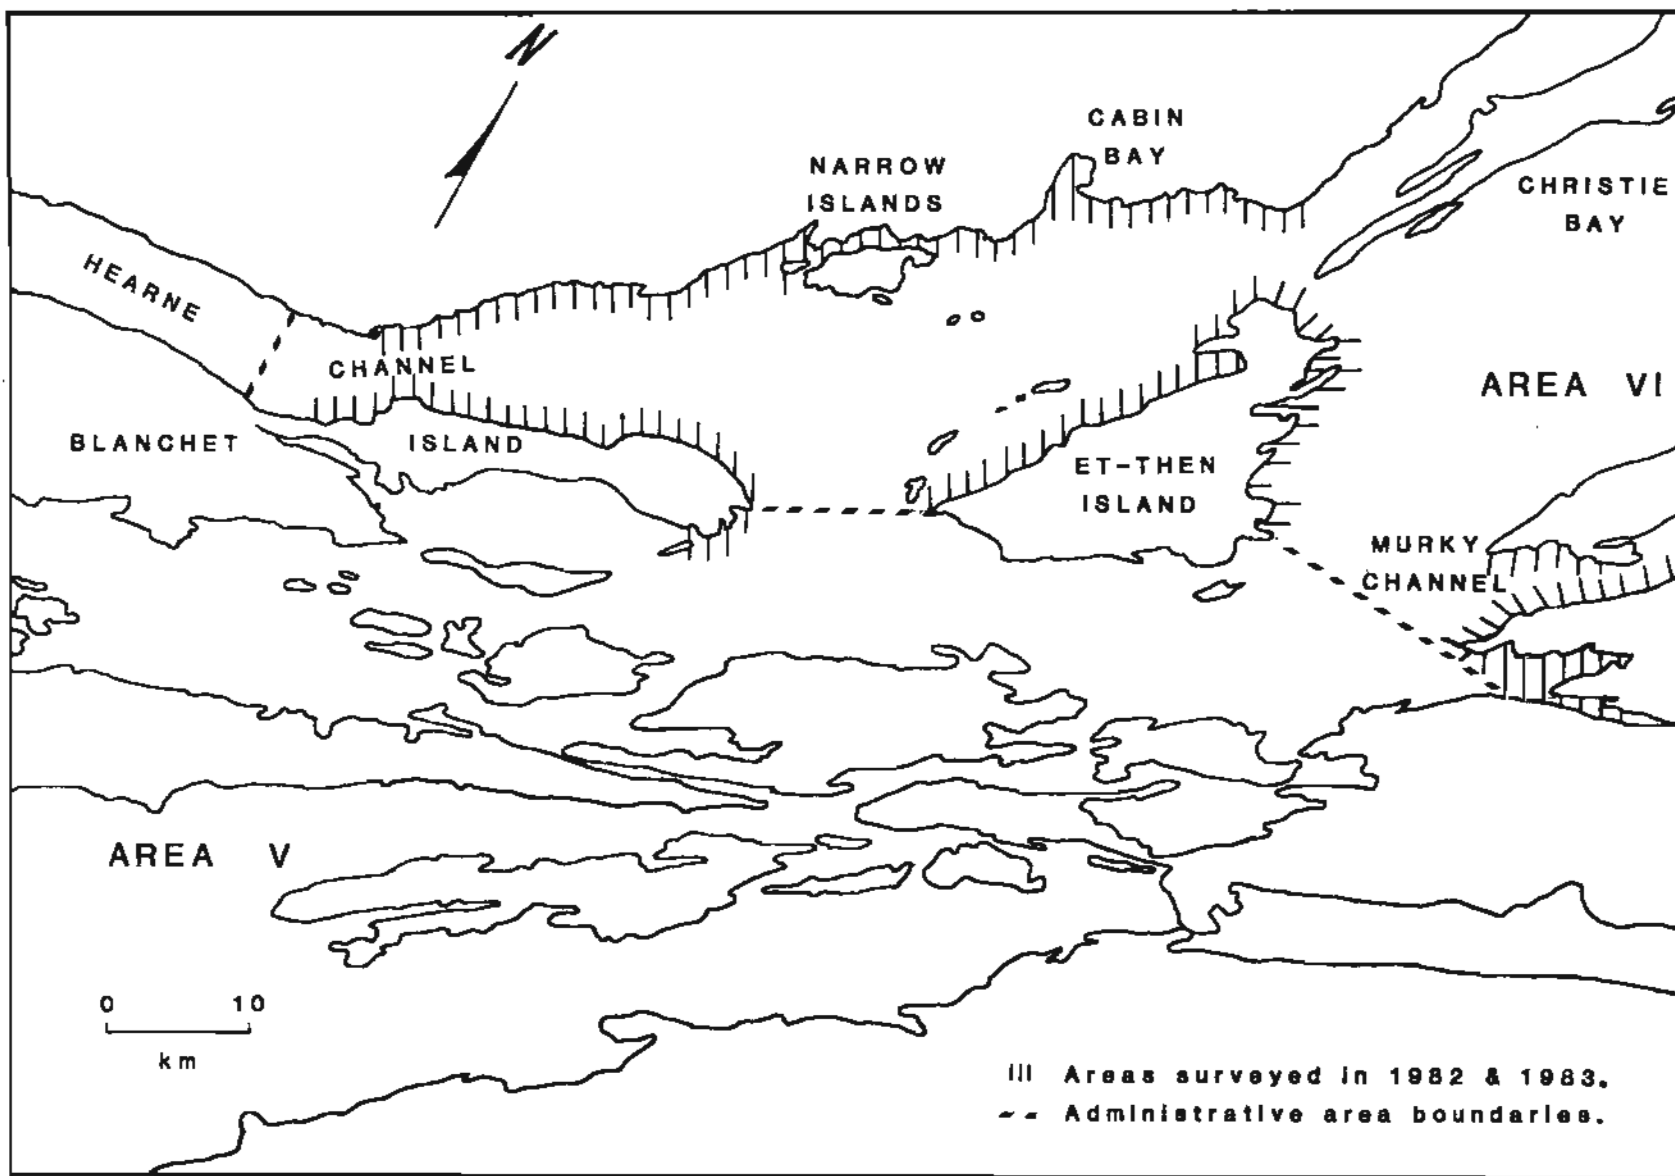 N
CABIN
BAY
NARROW
ISLANDS
CHRISTIE
BAY
HEARNE
CHANNEL
AREA VI
BLANCHET ISLAND
ET-THEN
ISLAND
MURKY
CHANNEL
AREA V
0 10
km
III Areas surveyed in 1982 & 1983.
-- Administrative area boundaries.